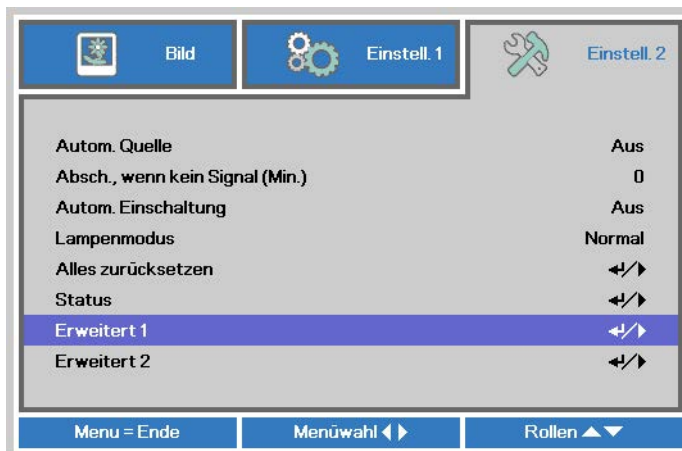 Bild
Einstell. 1
Einstell. 2
Autom. Quelle Aus
Absch., wenn kein Signal (Min.) 0
Autom. Einschaltung Aus
Lampenmodus Normal
Alles zurücksetzen ↵/▶
Status ↵/▶
Erweitert 1 ↵/▶
Erweitert 2 ↵/▶
Menu = Ende
Menüwahl ◀ ▶
Rollen ▲▼